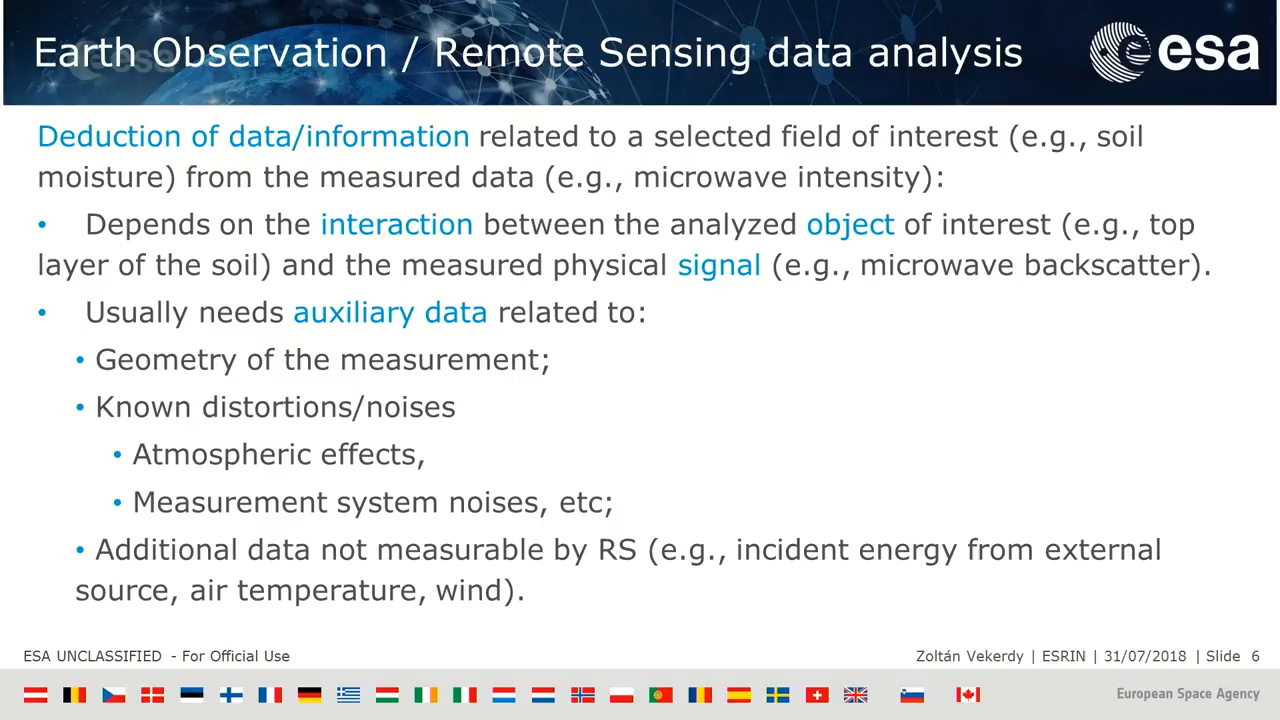 Earth Observation / Remote Sensing data analysis
esa
Deduction of data/information related to a selected field of interest (e.g., soil
moisture) from the measured data (e.g., microwave intensity):
• Depends on the interaction between the analyzed object of interest (e.g., top
layer of the soil) and the measured physical signal (e.g., microwave backscatter).
• Usually needs auxiliary data related to:
• Geometry of the measurement;
• Known distortions/noises
• Atmospheric effects,
• Measurement system noises, etc;
• Additional data not measurable by RS (e.g., incident energy from external
source, air temperature, wind).
ESA UNCLASSIFIED - For Official Use
Zoltán Vekerdy | ESRIN | 31/07/2018 | Slide 6
European Space Agency